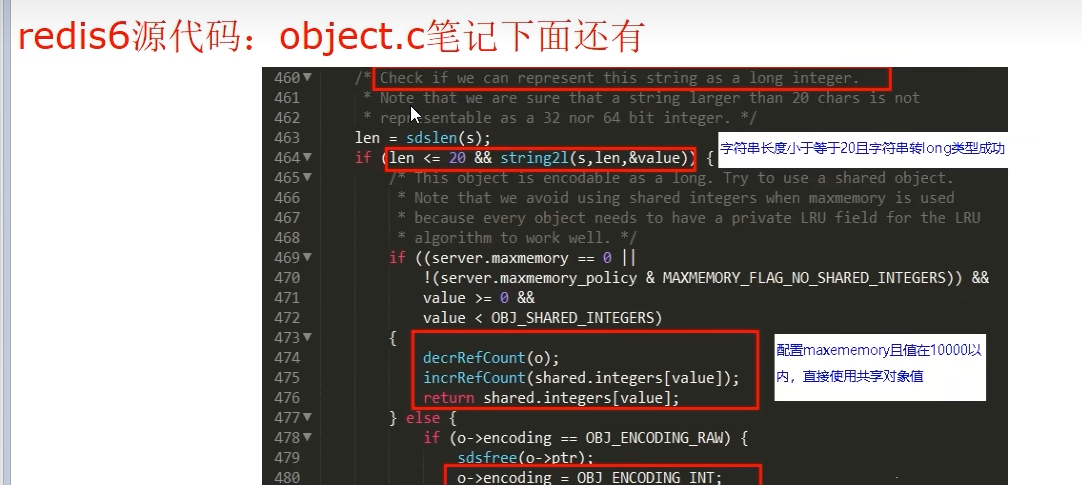 redis6源代码：object.c笔记下面还有
460 /* Check if we can represent this string as a long integer.
461 * Note that we are sure that a string larger than 20 chars is not
462 * representable as a 32 nor 64 bit integer. */
463 len = sdslen(s);
464 if (len <= 20 && string2l(s,len,&value)) {
字符串长度小于等于20且字符串转long类型成功
465 /* This object is encodable as a long. Try to use a shared object.
466 * Note that we avoid using shared integers when maxmemory is used
467 * because every object needs to have a private LRU field for the LRU
468 * algorithm to work well. */
469 if ((server.maxmemory == 0 ||
470 !(server.maxmemory_policy & MAXMEMORY_FLAG_NO_SHARED_INTEGERS)) &&
471 value >= 0 &&
472 value < OBJ_SHARED_INTEGERS)
473 {
474 decrRefCount(o);
475 incrRefCount(shared.integers[value]);
476 return shared.integers[value];
配置maxememory且值在10000以
内，直接使用共享对象值
477 } else {
478 if (o->encoding == OBJ_ENCODING_RAW) {
479 sdsfree(o->ptr);
480 o->encoding = OBJ_ENCODING_INT;